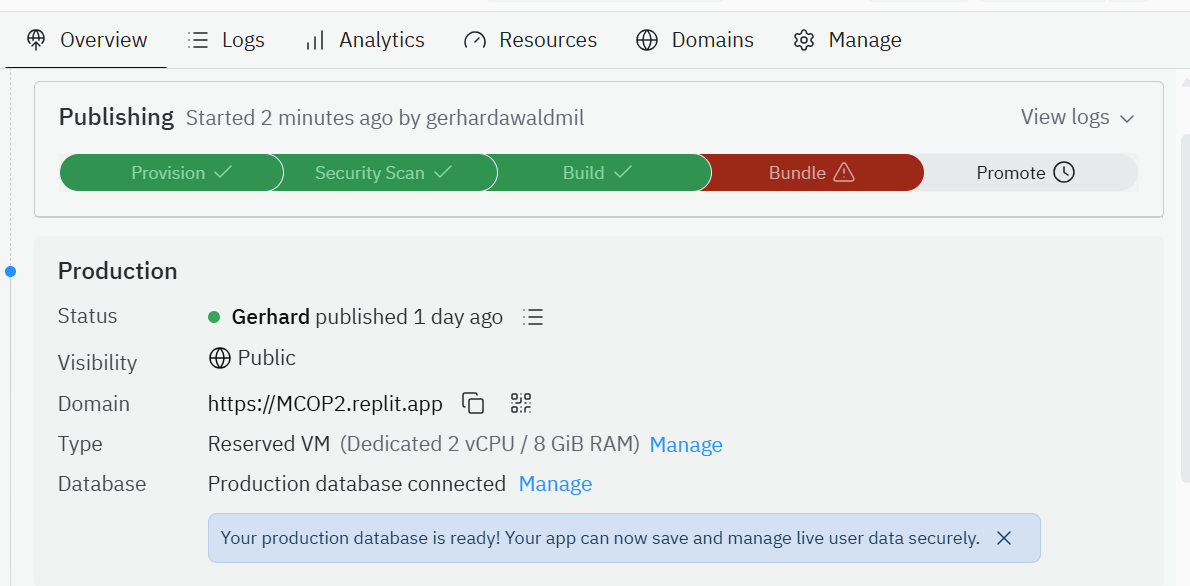 Overview Logs Analytics Resources Domains Manage
Publishing Started 2 minutes ago by gerhardawaldmil View logs
Provision Security Scan Build Bundle Promote
Production
Status Gerhard published 1 day ago
Visibility Public
Domain https://MCOP2.replit.app
Type Reserved VM (Dedicated 2 vCPU / 8 GiB RAM) Manage
Database Production database connected Manage
Your production database is ready! Your app can now save and manage live user data securely.